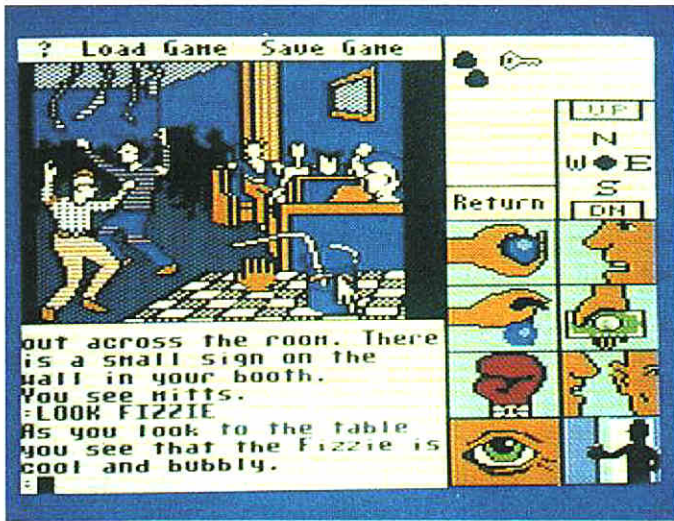 ? Load Game Save Game
UP
N
W E
S
DN
Return
out across the room. There
is a small sign on the
wall in your booth.
You see mitts.
:LOOK FIZZIE
As you look to the table
you see that the Fizzie is
cool and bubbly.
: